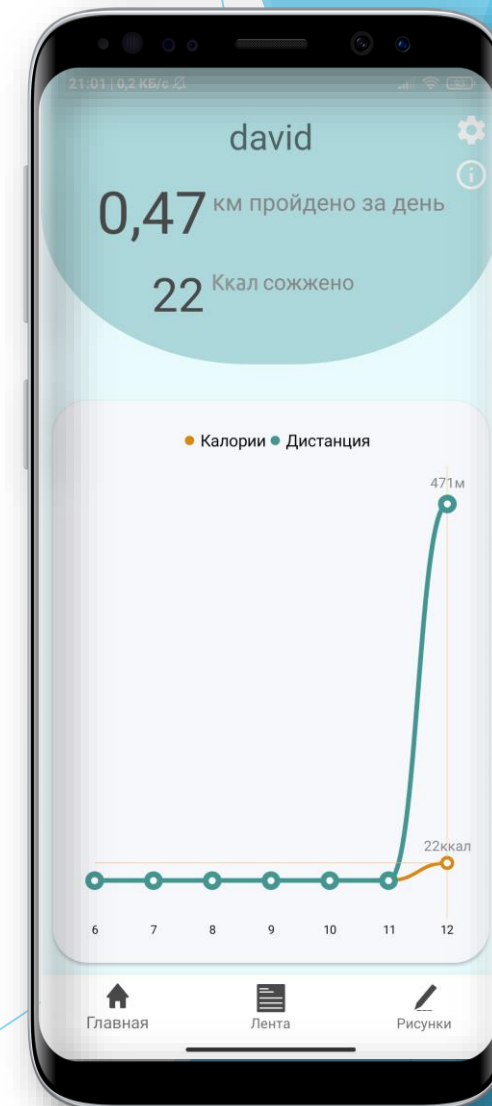 21:01 | 0,2 КБ/с
david
0,47 км пройдено за день
22 Ккал сожжено
Калории Дистанция
471м
22ккал
6 7 8 9 10 11 12
Главная Лента Рисунки